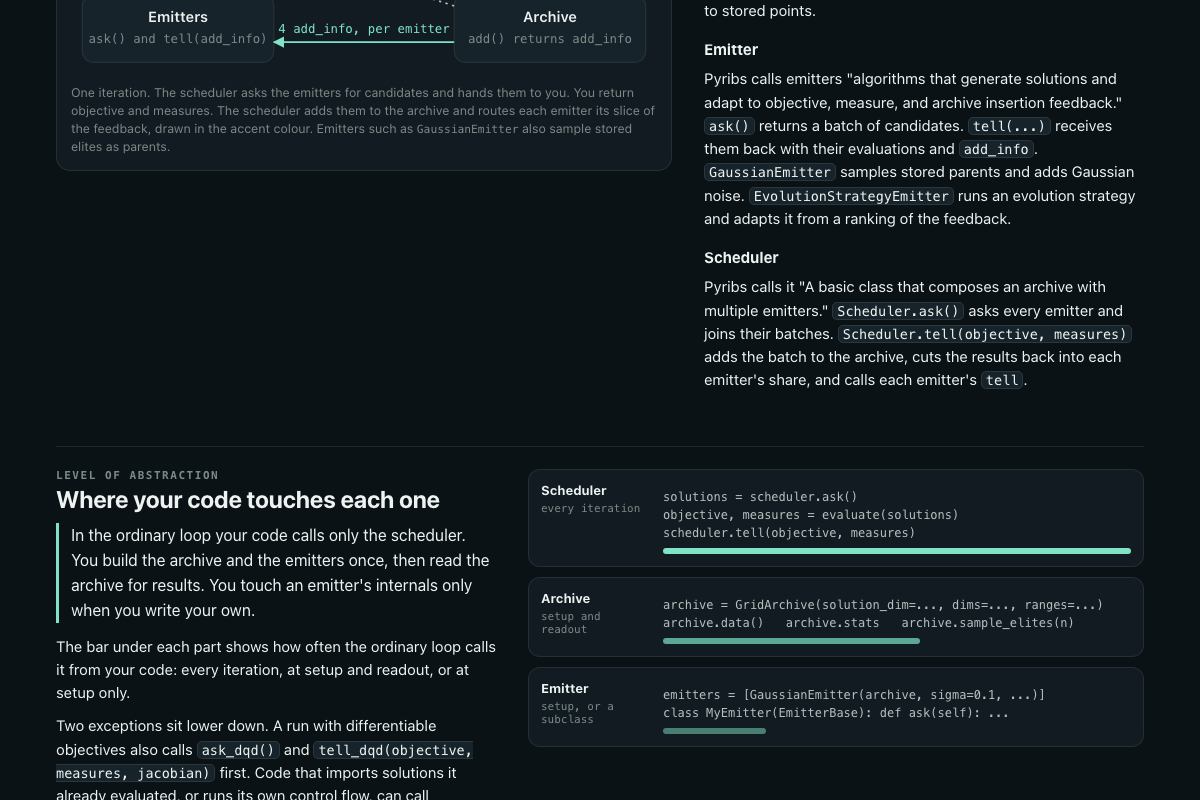 Emitters
ask() and tell(add_info)
4 add_info, per emitter
Archive
add() returns add_info
One iteration. The scheduler asks the emitters for candidates and hands them to you. You return
objective and measures. The scheduler adds them to the archive and routes each emitter its slice of
the feedback, drawn in the accent colour. Emitters such as GaussianEmitter also sample stored
elites as parents.
to stored points.
Emitter
Pyribs calls emitters "algorithms that generate solutions and
adapt to objective, measure, and archive insertion feedback."
ask() returns a batch of candidates. tell(...) receives
them back with their evaluations and add_info.
GaussianEmitter samples stored parents and adds Gaussian
noise. EvolutionStrategyEmitter runs an evolution strategy
and adapts it from a ranking of the feedback.
Scheduler
Pyribs calls it "A basic class that composes an archive with
multiple emitters." Scheduler.ask() asks every emitter and
joins their batches. Scheduler.tell(objective, measures)
adds the batch to the archive, cuts the results back into each
emitter's share, and calls each emitter's tell.
LEVEL OF ABSTRACTION
Where your code touches each one
In the ordinary loop your code calls only the scheduler.
You build the archive and the emitters once, then read the
archive for results. You touch an emitter's internals only
when you write your own.
The bar under each part shows how often the ordinary loop calls
it from your code: every iteration, at setup and readout, or at
setup only.
Two exceptions sit lower down. A run with differentiable
objectives also calls ask_dqd() and tell_dqd(objective,
measures, jacobian) first. Code that imports solutions it
already evaluated, or runs its own control flow, can call
Scheduler
every iteration
solutions = scheduler.ask()
objective, measures = evaluate(solutions)
scheduler.tell(objective, measures)
Archive
setup and
readout
archive = GridArchive(solution_dim=..., dims=..., ranges=...)
archive.data()   archive.stats   archive.sample_elites(n)
Emitter
setup, or a
subclass
emitters = [GaussianEmitter(archive, sigma=0.1, ...)]
class MyEmitter(EmitterBase): def ask(self): ...